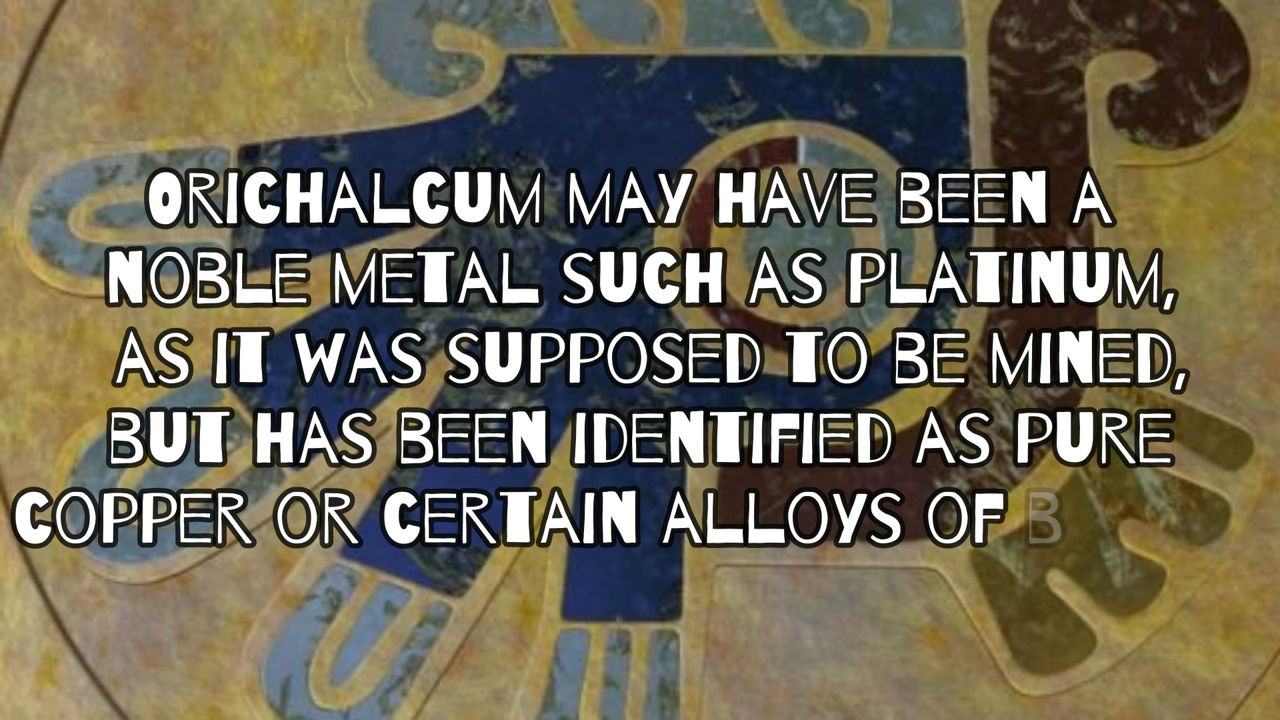 ORICHALCUM MAY HAVE BEEN A
NOBLE METAL SUCH AS PLATINUM,
AS IT WAS SUPPOSED TO BE MINED,
BUT HAS BEEN IDENTIFIED AS PURE
COPPER OR CERTAIN ALLOYS OF B